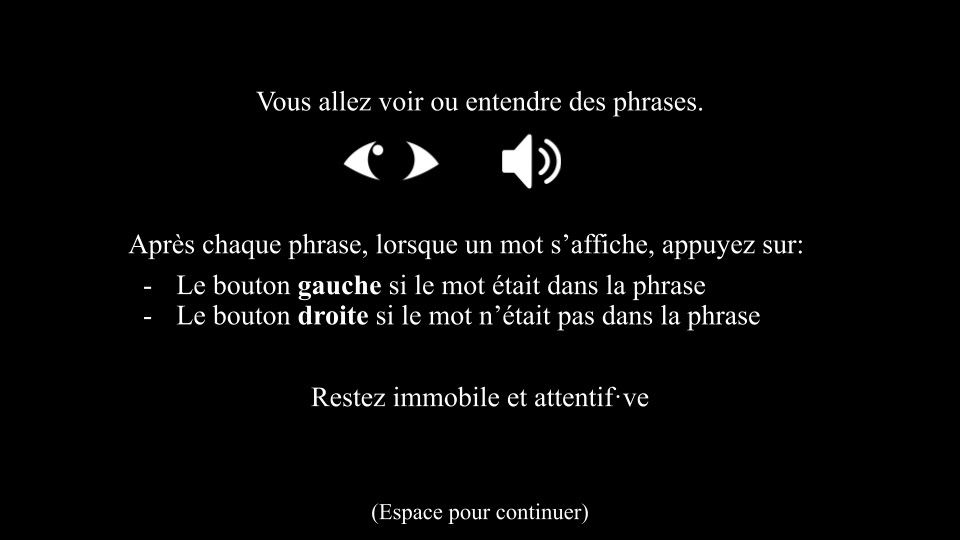 Vous allez voir ou entendre des phrases.
Après chaque phrase, lorsque un mot s’affiche, appuyez sur:
- Le bouton gauche si le mot était dans la phrase
- Le bouton droite si le mot n’était pas dans la phrase
Restez immobile et attentif·ve
(Espace pour continuer)